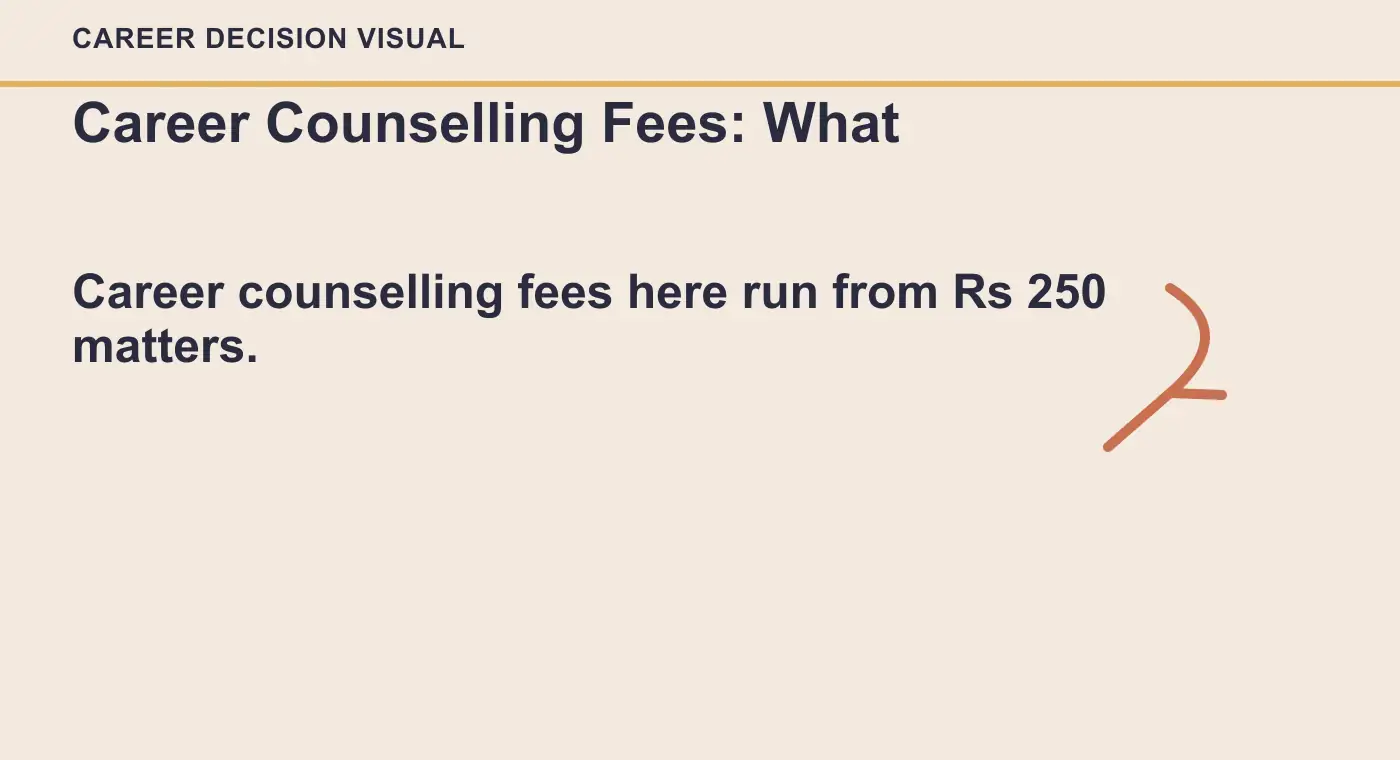 CAREER DECISION VISUAL
Career Counselling Fees: What
Career counselling fees here run from Rs 250
matters.